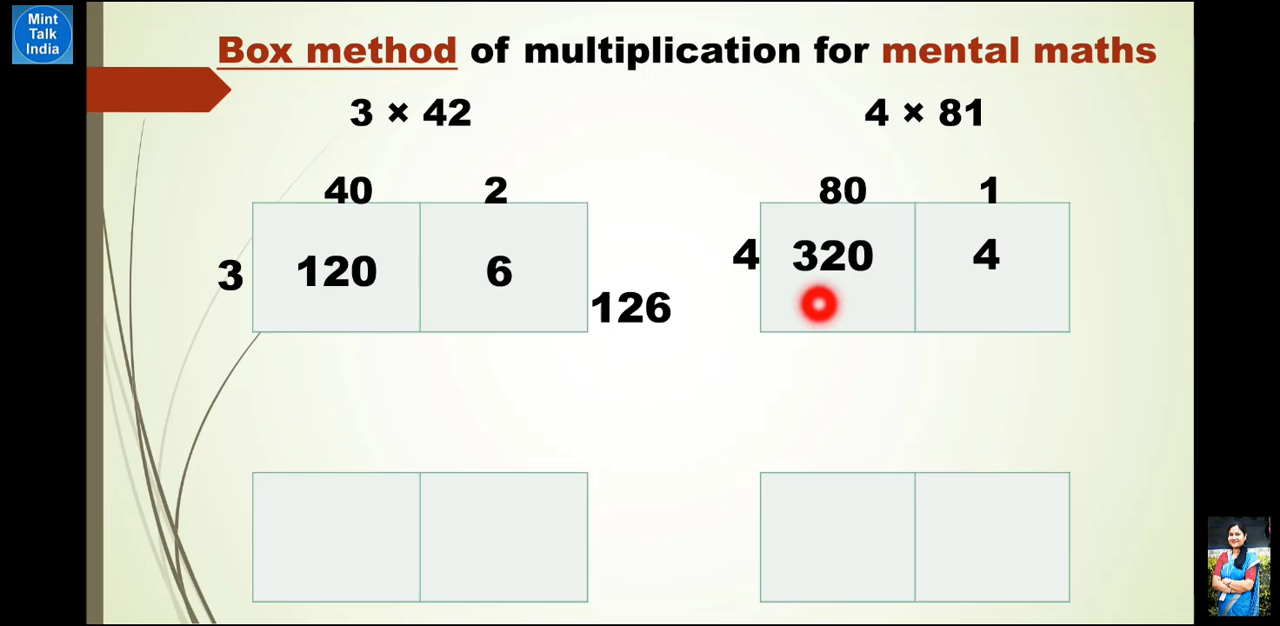 Mint
Talk
India
Box method of multiplication for mental maths
3 × 42
4 × 81
40 2
3 120 6
126
80 1
4 320 4